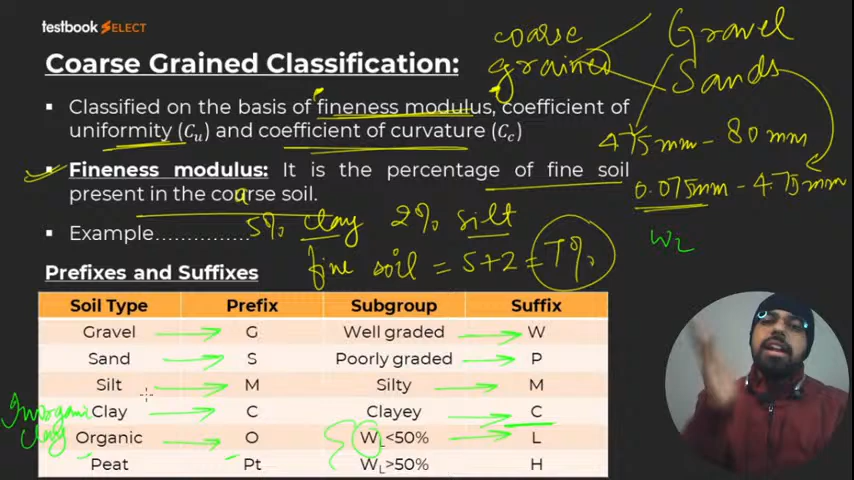 testbook SELECT
coarse grained
Gravel
Sands
Coarse Grained Classification:
Classified on the basis of fineness modulus, coefficient of
uniformity (Cu) and coefficient of curvature (Cc)
4.75mm - 80mm
Fineness modulus: It is the percentage of fine soil
present in the coarse soil.
0.075mm - 4.75mm
Example...............
5% clay 2% silt
WL
fine soil = 5+2 = 7%
Prefixes and Suffixes
Soil Type Prefix Subgroup Suffix
Gravel G Well graded W
Sand S Poorly graded P
Silt M Silty M
Inorganic clay
Clay C Clayey C
Organic O WL<50% L
Peat Pt WL>50% H